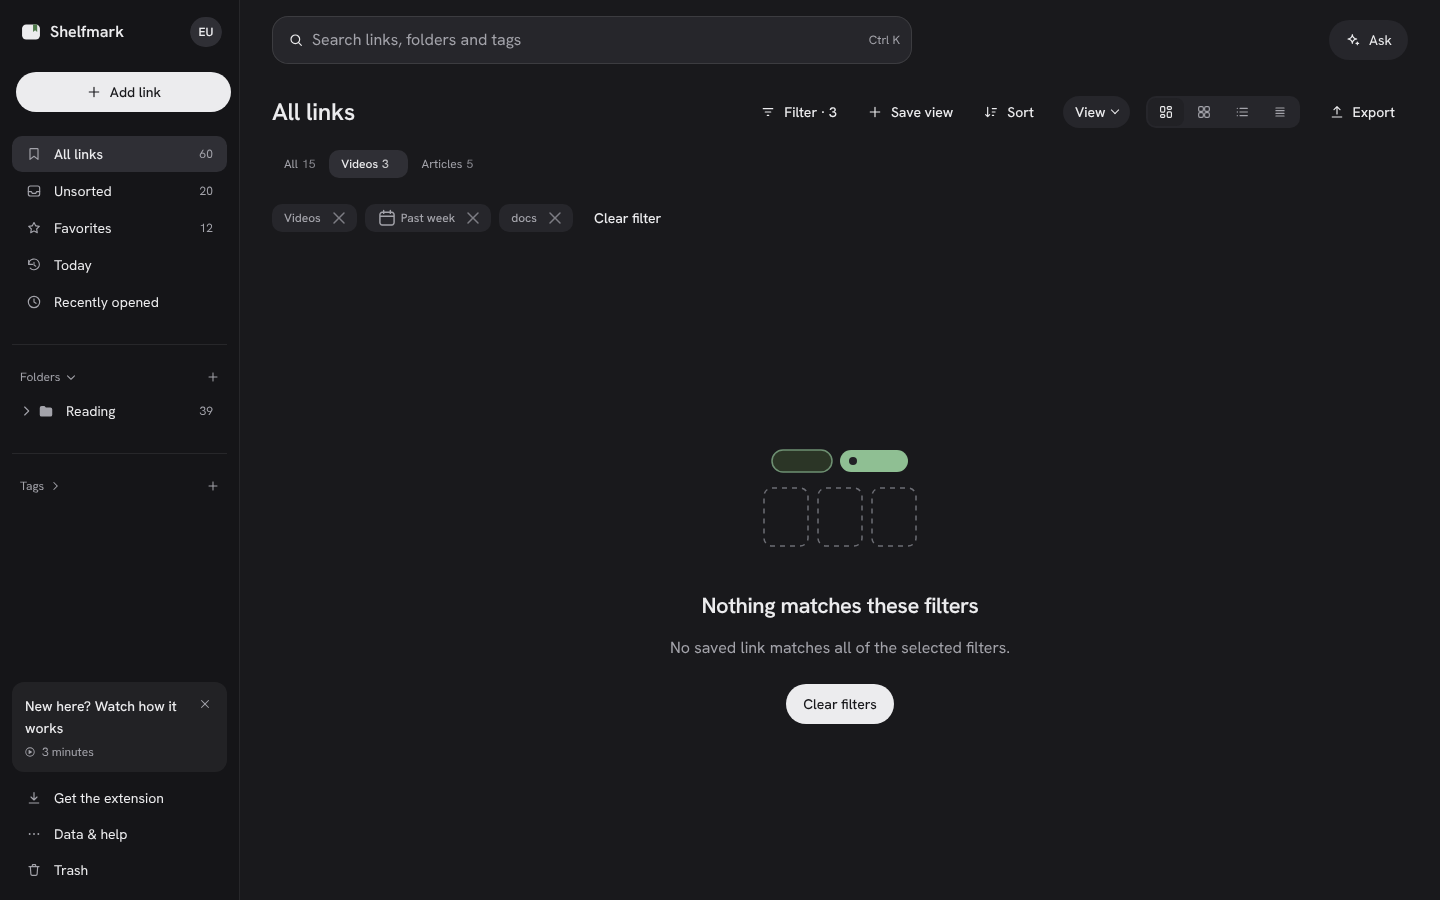 Shelfmark
EU
Add link
All links 60
Unsorted 20
Favorites 12
Today
Recently opened
Folders
Reading 39
Tags
New here? Watch how it
works
3 minutes
Get the extension
Data & help
Trash
Search links, folders and tags Ctrl K
Ask
All links
Filter · 3
Save view
Sort
View
Export
All 15
Videos 3
Articles 5
Videos
Past week
docs
Clear filter
Nothing matches these filters
No saved link matches all of the selected filters.
Clear filters